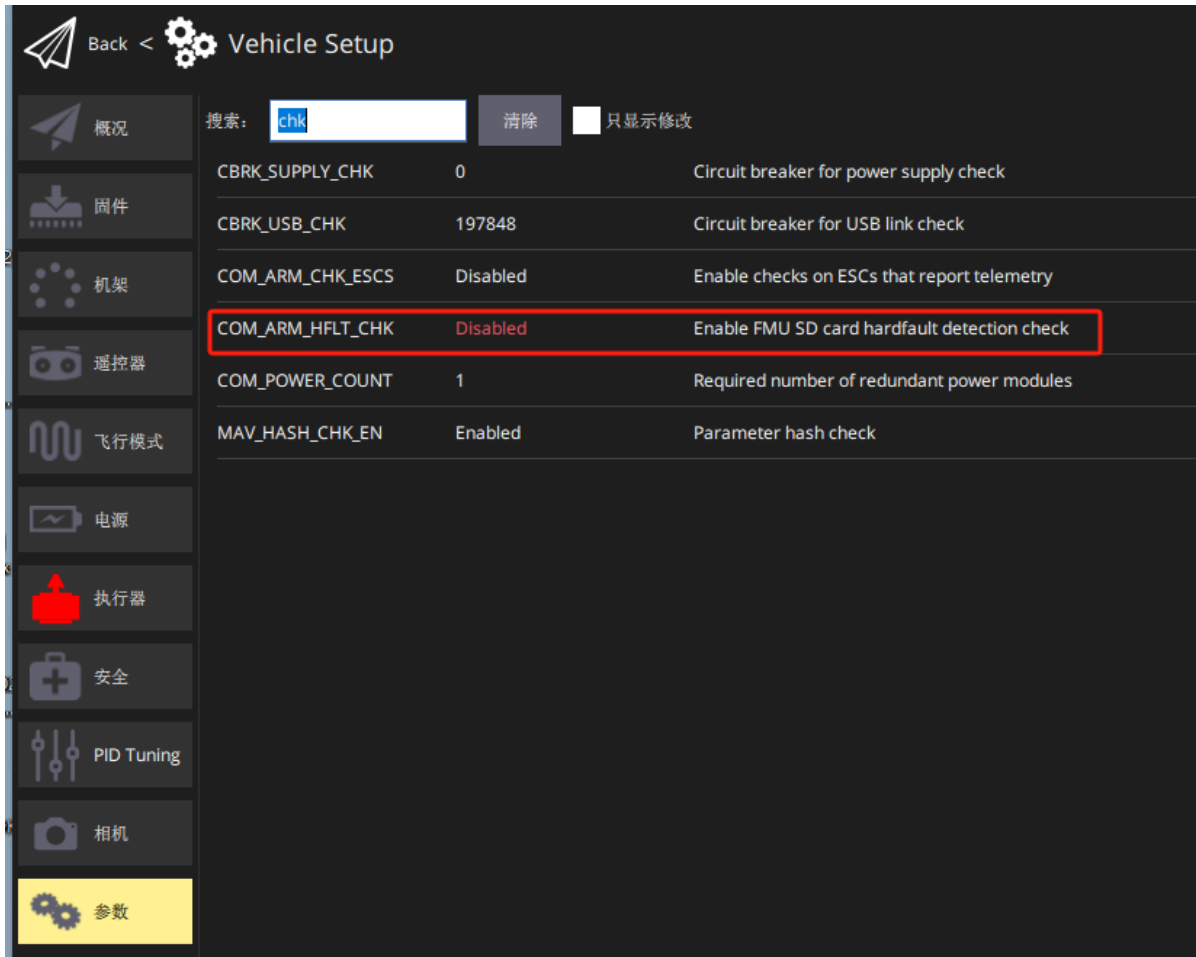 Back < Vehicle Setup
概况
固件
机架
遥控器
飞行模式
电源
执行器
安全
PID Tuning
相机
参数
搜索： chk 清除 只显示修改
CBRK_SUPPLY_CHK 0 Circuit breaker for power supply check
CBRK_USB_CHK 197848 Circuit breaker for USB link check
COM_ARM_CHK_ESCS Disabled Enable checks on ESCs that report telemetry
COM_ARM_HFLT_CHK Disabled Enable FMU SD card hardfault detection check
COM_POWER_COUNT 1 Required number of redundant power modules
MAV_HASH_CHK_EN Enabled Parameter hash check